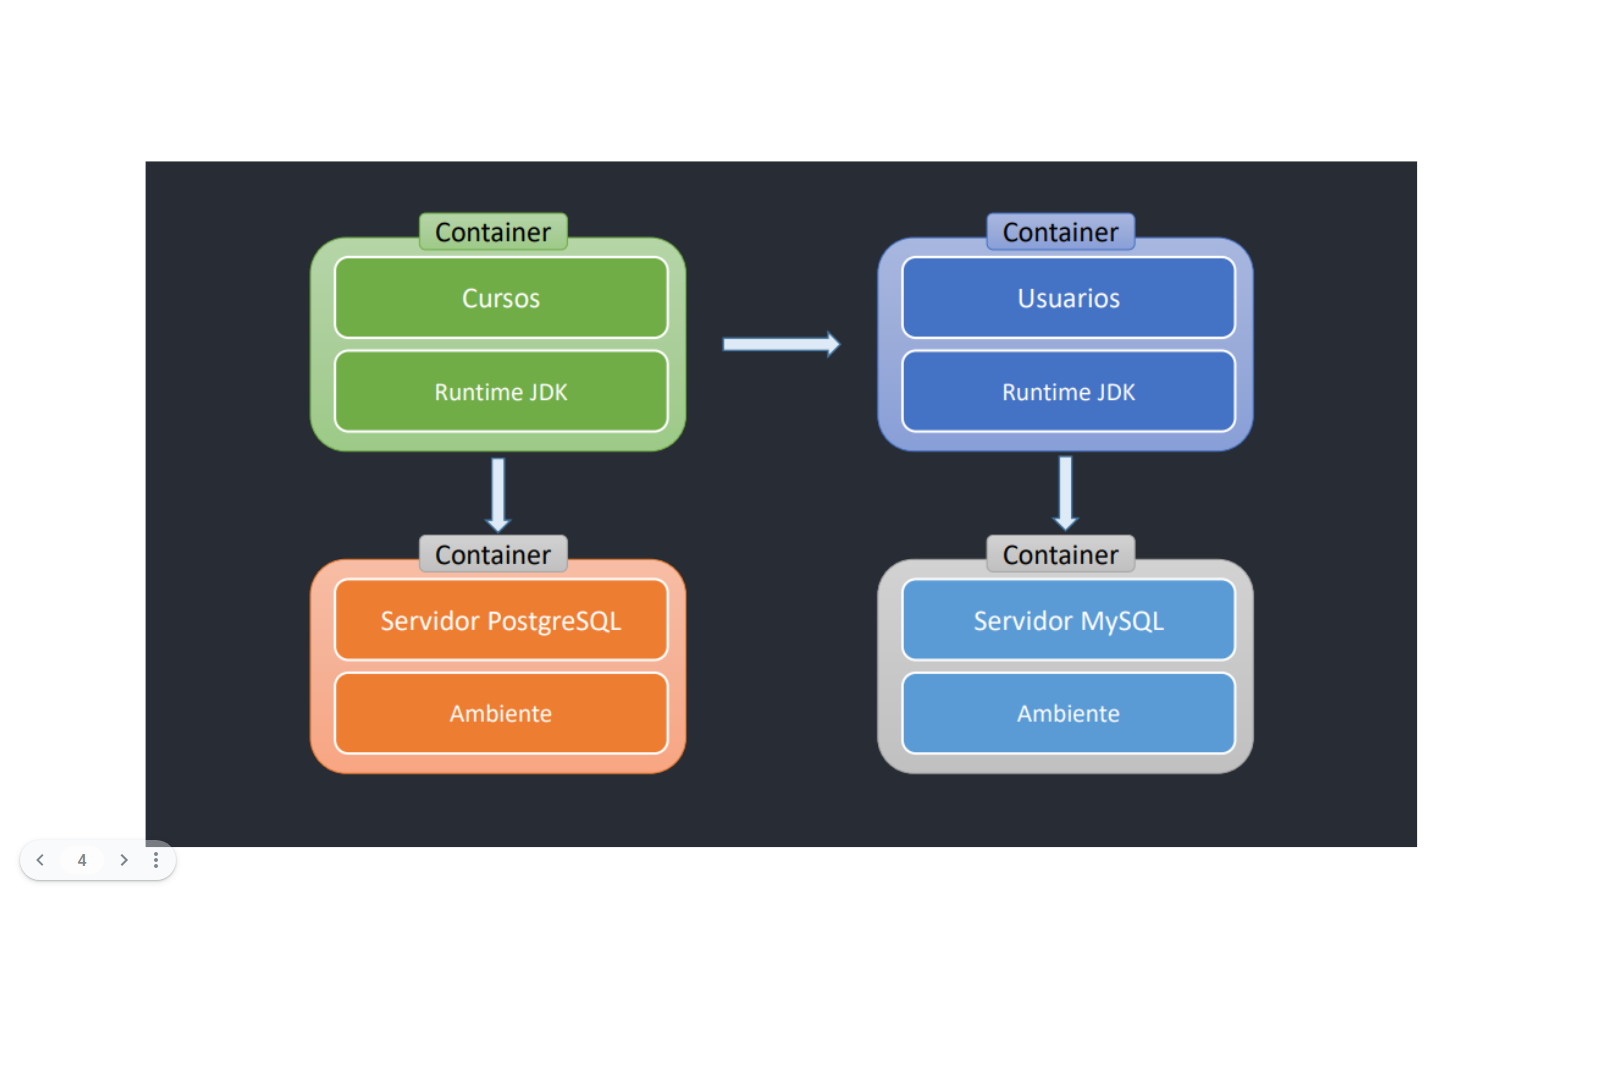 Container
Cursos
Runtime JDK
Container
Usuarios
Runtime JDK
Container
Servidor PostgreSQL
Ambiente
Container
Servidor MySQL
Ambiente
4